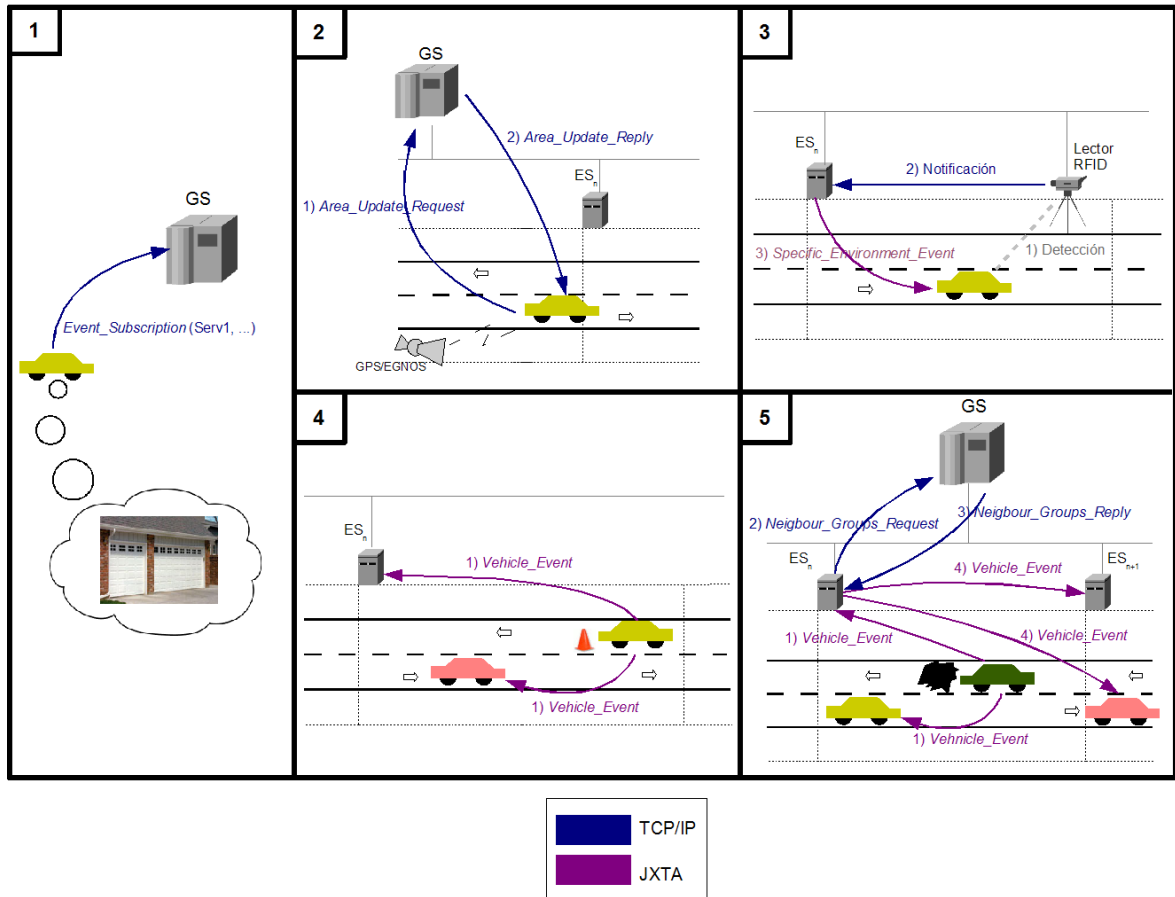 1
GS
Event_Subscription (Serv1, ...)
2
GS
2) Area_Update_Reply
ESn
1) Area_Update_Request
GPS/EGNOS
3
ESn
Lector
RFID
2) Notificación
3) Specific_Environment_Event
1) Detección
4
ESn
1) Vehicle_Event
1) Vehicle_Event
5
GS
2) Neigbour_Groups_Request
3) Neigbour_Groups_Reply
ESn
ESn+1
4) Vehicle_Event
1) Vehicle_Event
4) Vehicle_Event
1) Vehnicle_Event
TCP/IP
JXTA